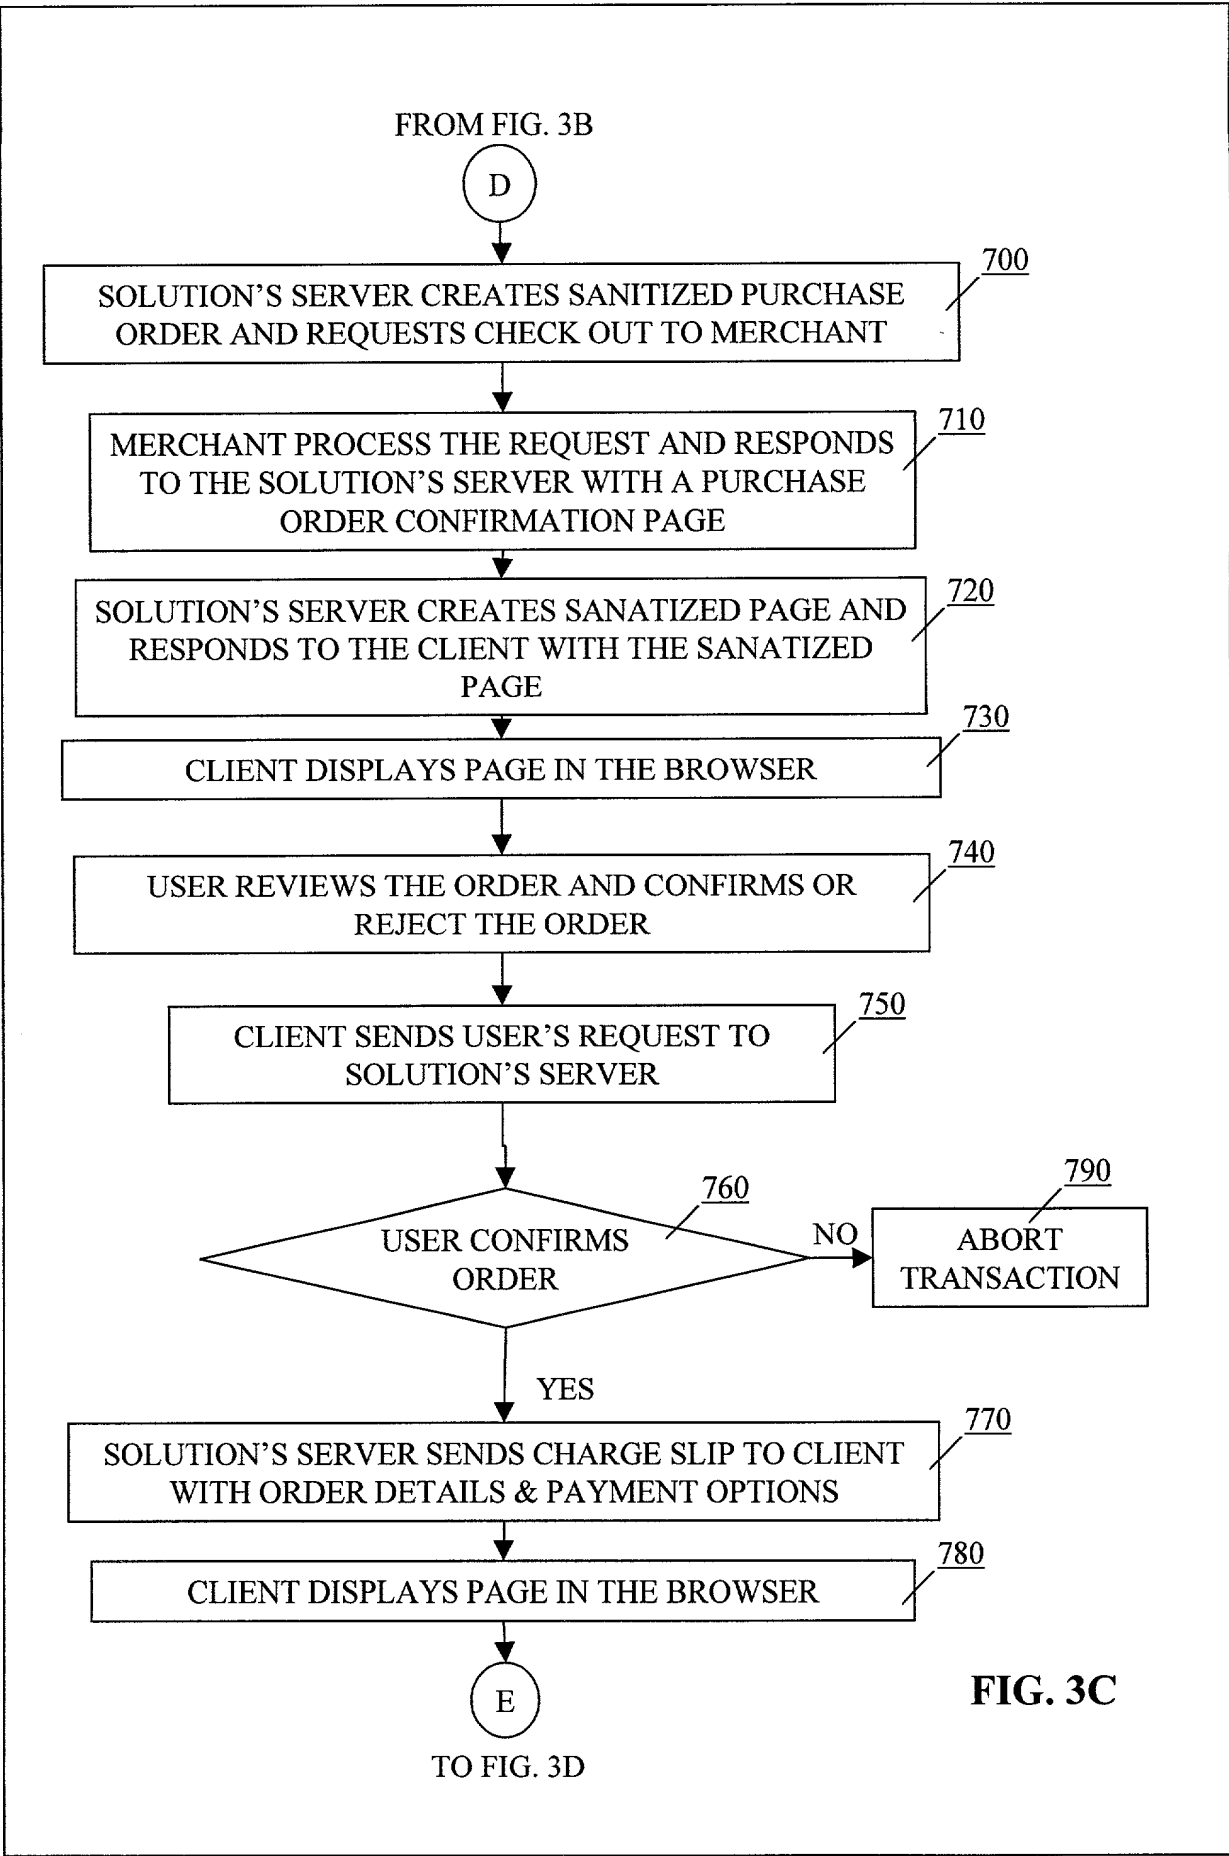 FROM FIG. 3B
D
700
SOLUTION'S SERVER CREATES SANITIZED PURCHASE
ORDER AND REQUESTS CHECK OUT TO MERCHANT
710
MERCHANT PROCESS THE REQUEST AND RESPONDS
TO THE SOLUTION'S SERVER WITH A PURCHASE
ORDER CONFIRMATION PAGE
720
SOLUTION'S SERVER CREATES SANATIZED PAGE AND
RESPONDS TO THE CLIENT WITH THE SANATIZED
PAGE
730
CLIENT DISPLAYS PAGE IN THE BROWSER
740
USER REVIEWS THE ORDER AND CONFIRMS OR
REJECT THE ORDER
750
CLIENT SENDS USER'S REQUEST TO
SOLUTION'S SERVER
760
USER CONFIRMS
ORDER
NO
790
ABORT
TRANSACTION
YES
770
SOLUTION'S SERVER SENDS CHARGE SLIP TO CLIENT
WITH ORDER DETAILS & PAYMENT OPTIONS
780
CLIENT DISPLAYS PAGE IN THE BROWSER
E
TO FIG. 3D
FIG. 3C